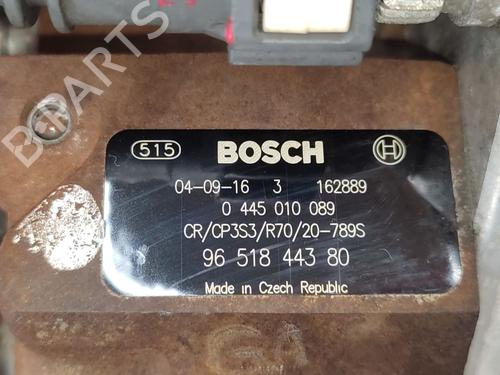 B-PARTS
515 BOSCH
04-09-16 3 162889
0 445 010 089
CR/CP3S3/R70/20-789S
96 518 443 80
Made in Czech Republic